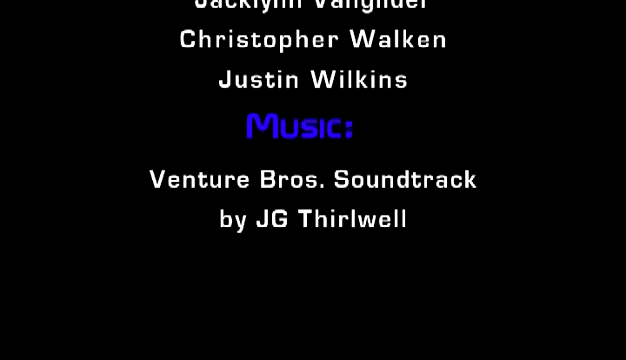 Christopher Walken
Justin Wilkins
Music:
Venture Bros. Soundtrack
by JG Thirlwell